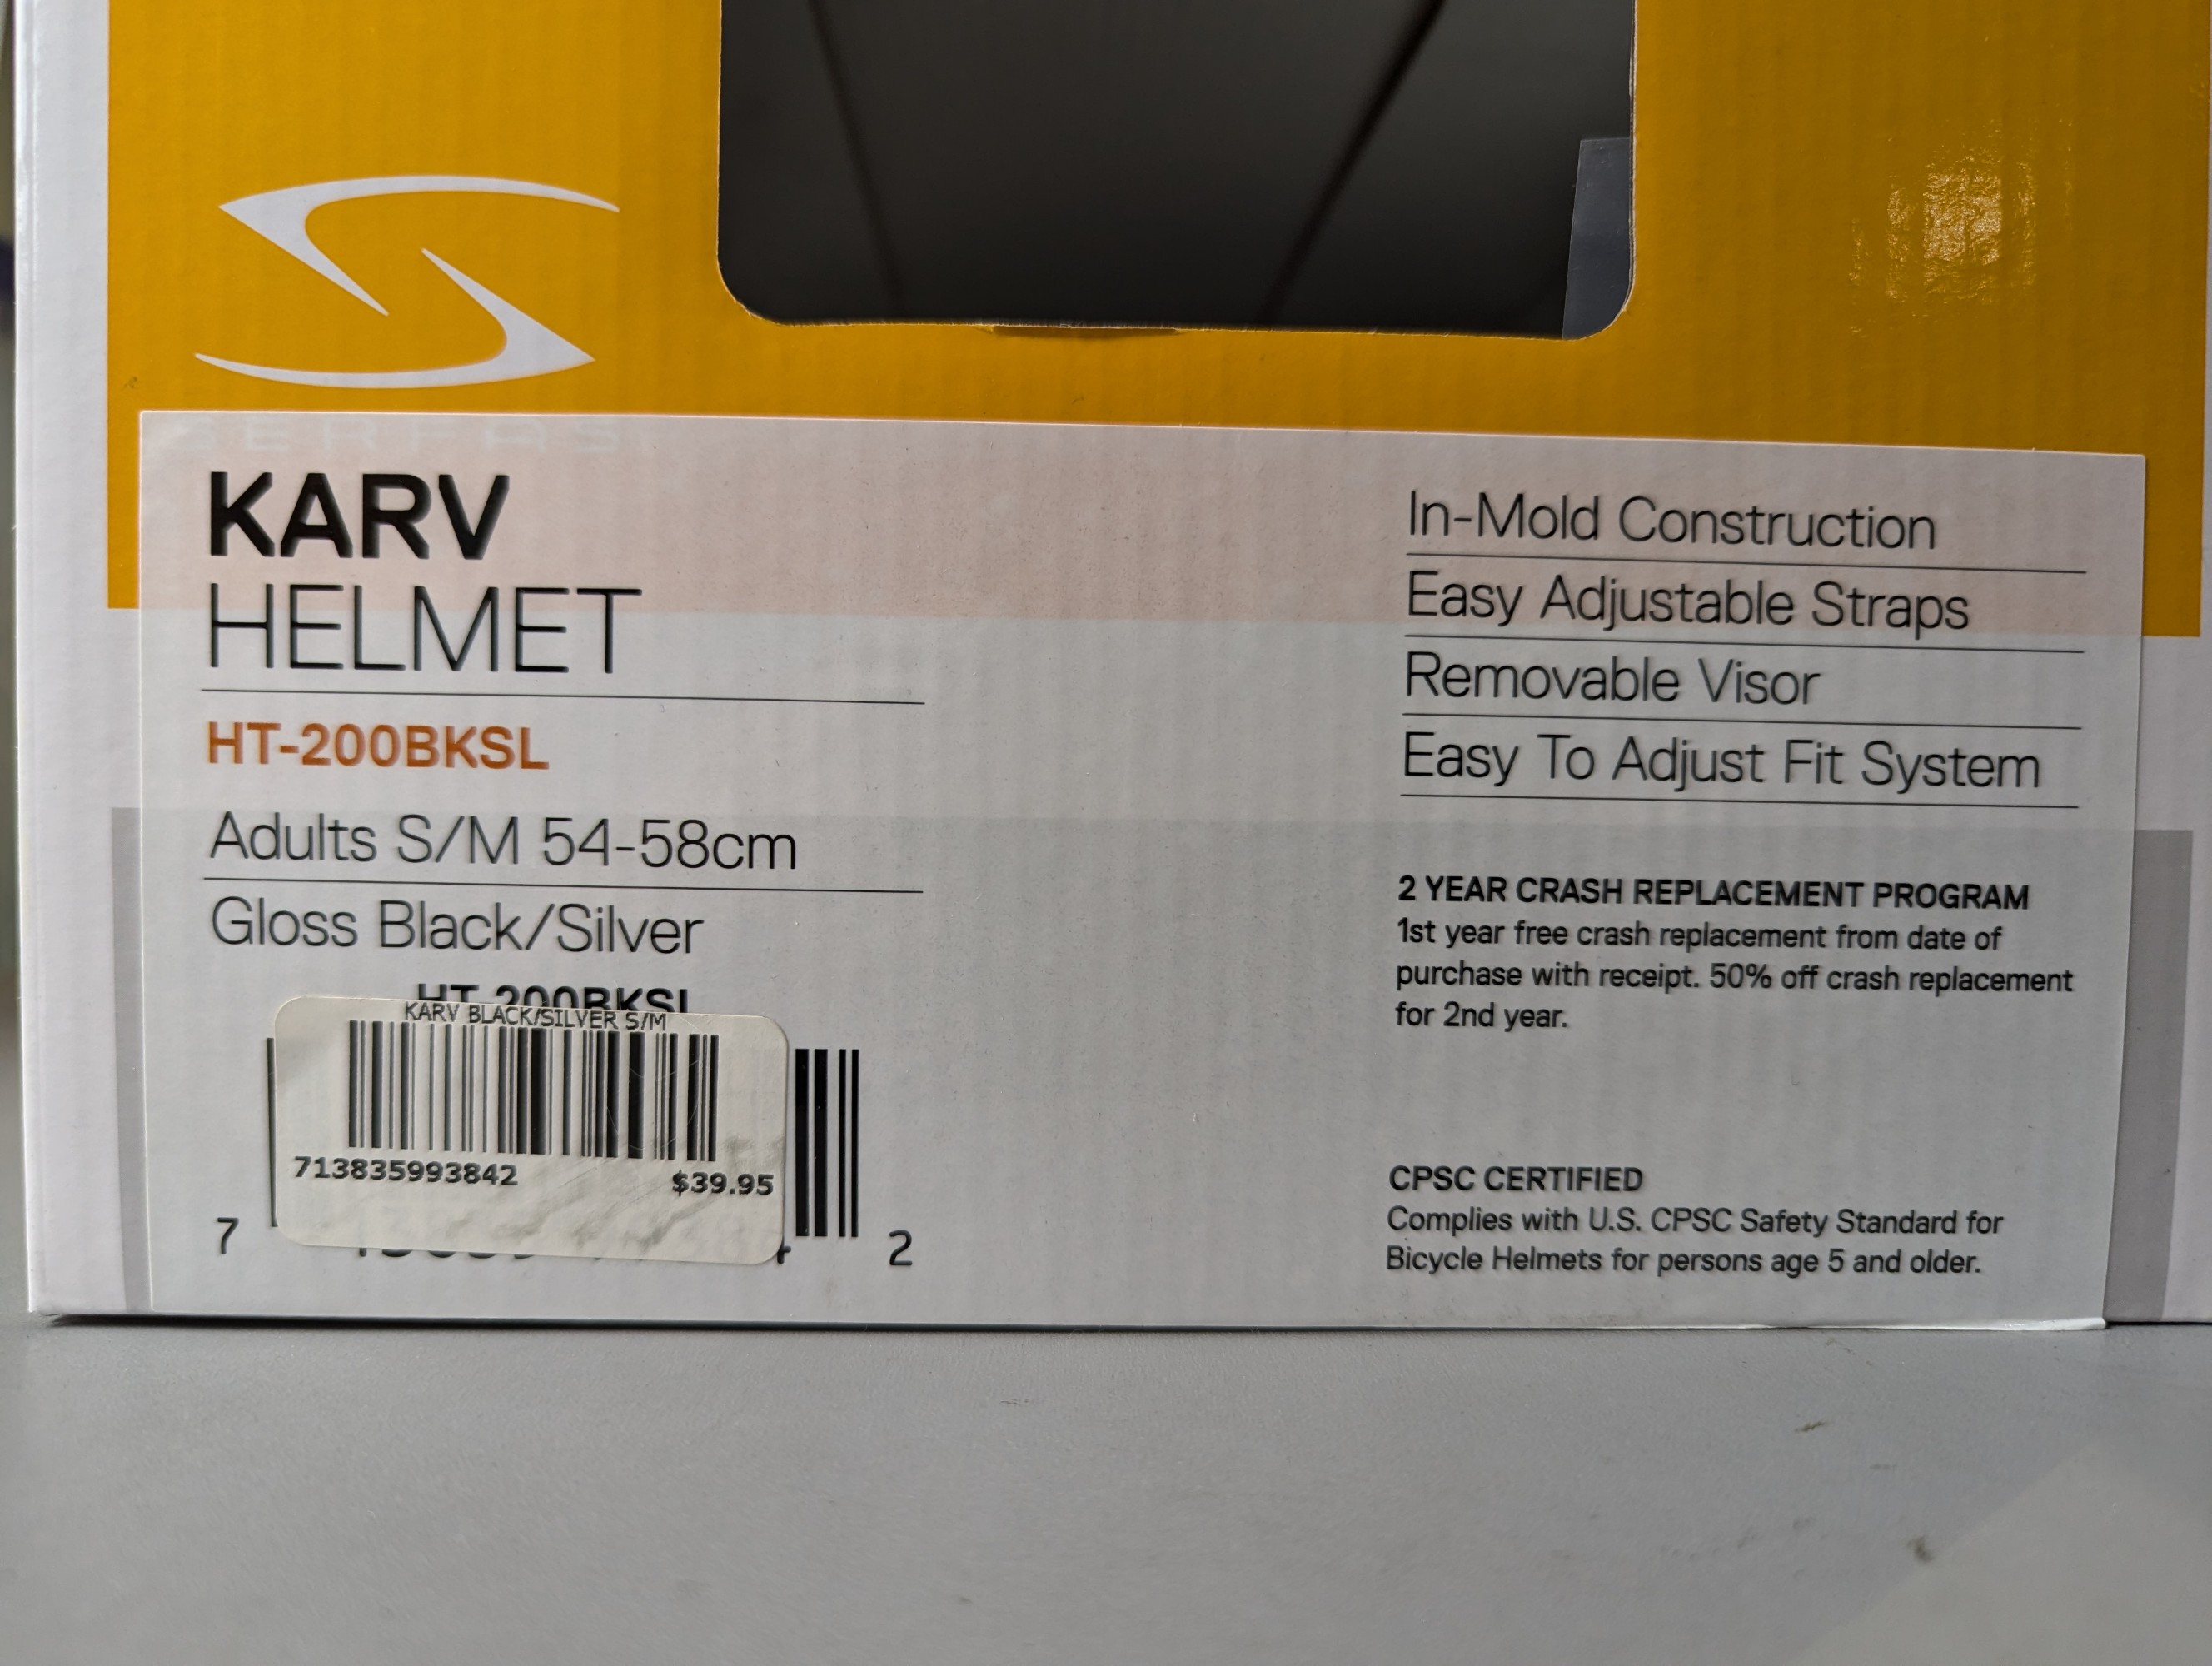 SERFAS
KARV
HELMET
HT-200BKSL
Adults S/M 54-58cm
Gloss Black/Silver
HT-200BKSL
KARV BLACK/SILVER S/M
713835993842
$39.95
7
2
In-Mold Construction
Easy Adjustable Straps
Removable Visor
Easy To Adjust Fit System
2 YEAR CRASH REPLACEMENT PROGRAM
1st year free crash replacement from date of
purchase with receipt. 50% off crash replacement
for 2nd year.
CPSC CERTIFIED
Complies with U.S. CPSC Safety Standard for
Bicycle Helmets for persons age 5 and older.